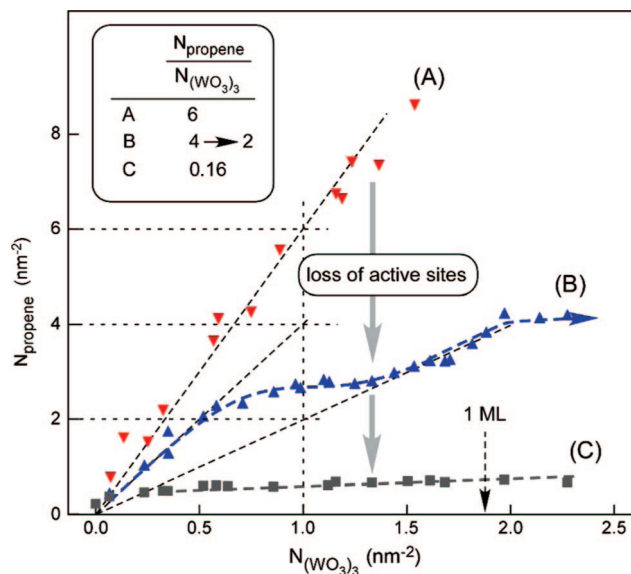 N_propene
N_(WO3)3
A 6
B 4 → 2
C 0.16
(A)
loss of active sites
(B)
1 ML
(C)
N_propene (nm⁻²)
8
6
4
2
0
0.0 0.5 1.0 1.5 2.0 2.5
N_(WO3)3 (nm⁻²)